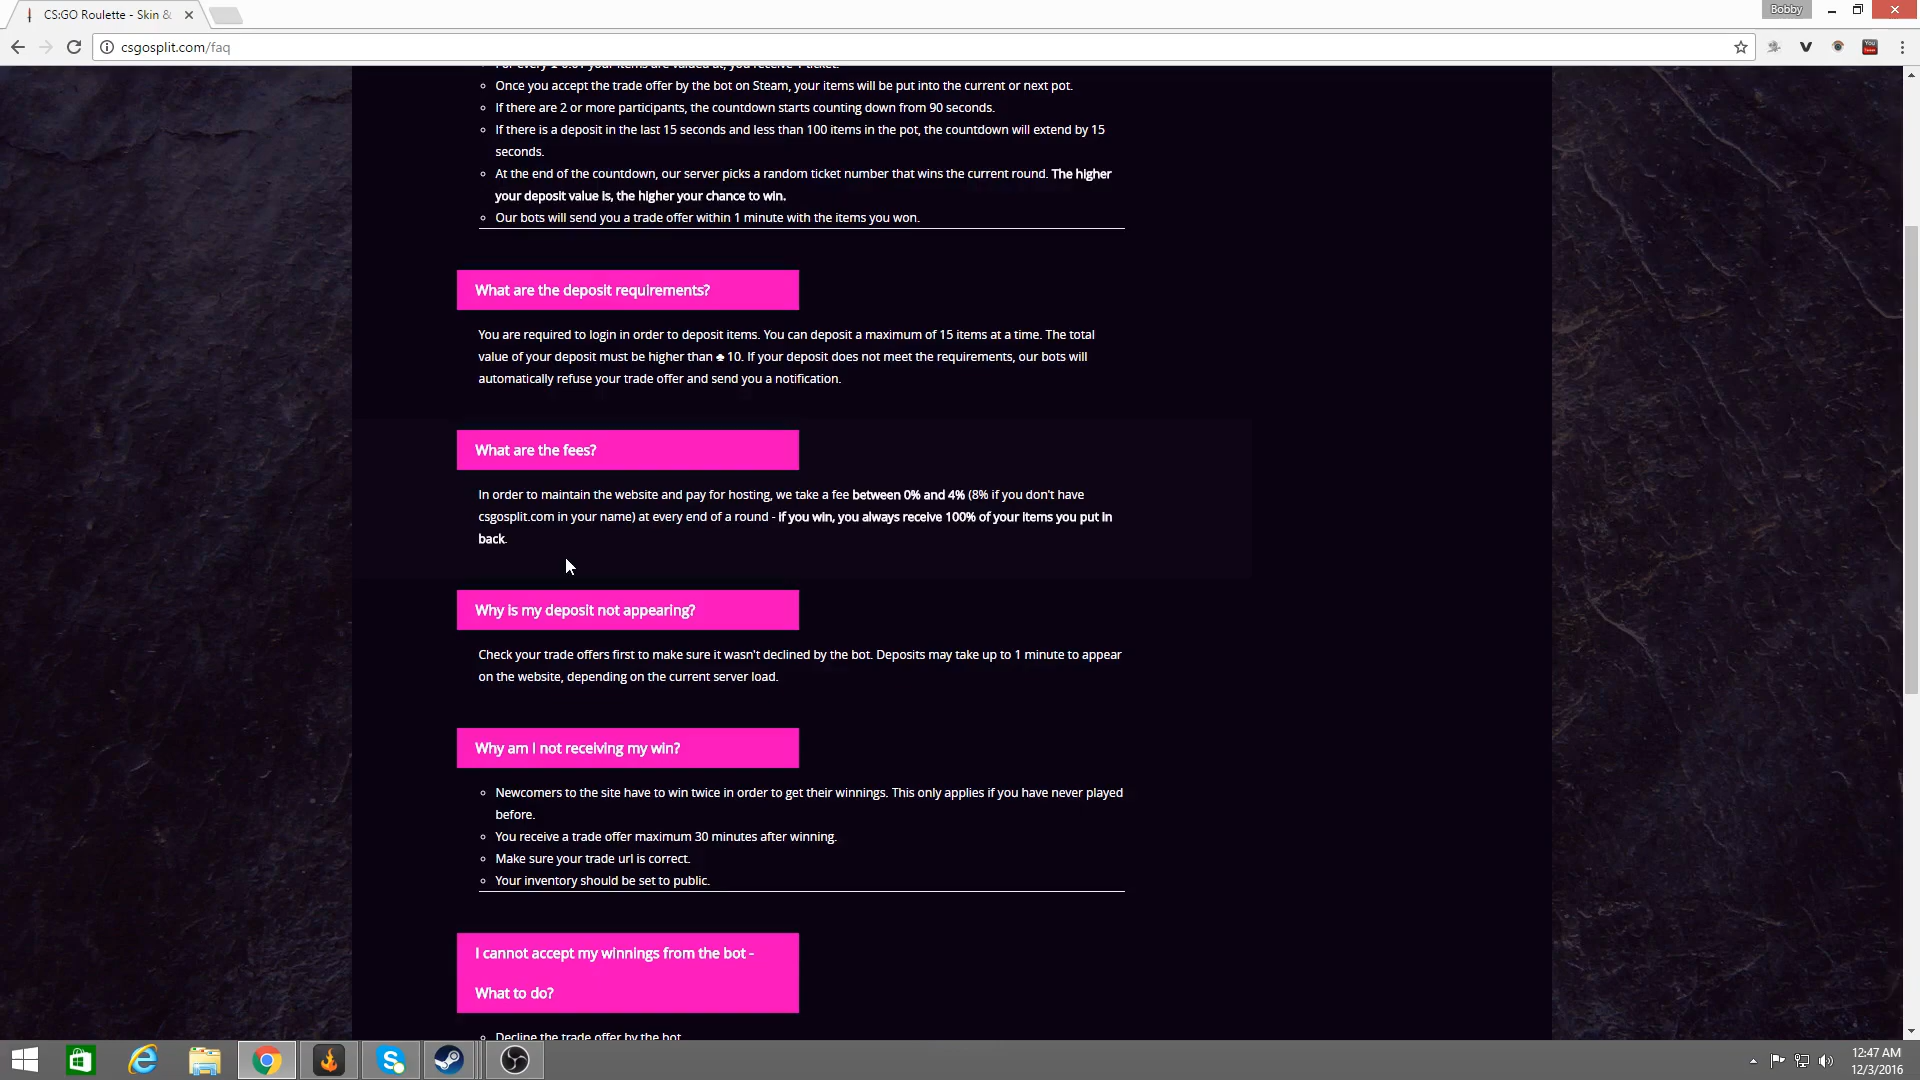 CS:GO Roulette - Skin &
Bobby
csgosplit.com/faq
For every ♣ 0.01 your items are valued at, you receive 1 ticket.
Once you accept the trade offer by the bot on Steam, your items will be put into the current or next pot.
If there are 2 or more participants, the countdown starts counting down from 90 seconds.
If there is a deposit in the last 15 seconds and less than 100 items in the pot, the countdown will extend by 15
seconds.
At the end of the countdown, our server picks a random ticket number that wins the current round. The higher
your deposit value is, the higher your chance to win.
Our bots will send you a trade offer within 1 minute with the items you won.
What are the deposit requirements?
You are required to login in order to deposit items. You can deposit a maximum of 15 items at a time. The total
value of your deposit must be higher than ♣ 10. If your deposit does not meet the requirements, our bots will
automatically refuse your trade offer and send you a notification.
What are the fees?
In order to maintain the website and pay for hosting, we take a fee between 0% and 4% (8% if you don't have
csgosplit.com in your name) at every end of a round - if you win, you always receive 100% of your items you put in
back.
Why is my deposit not appearing?
Check your trade offers first to make sure it wasn't declined by the bot. Deposits may take up to 1 minute to appear
on the website, depending on the current server load.
Why am I not receiving my win?
Newcomers to the site have to win twice in order to get their winnings. This only applies if you have never played
before.
You receive a trade offer maximum 30 minutes after winning.
Make sure your trade url is correct.
Your inventory should be set to public.
I cannot accept my winnings from the bot -
What to do?
Decline the trade offer by the bot
12:47 AM
12/3/2016